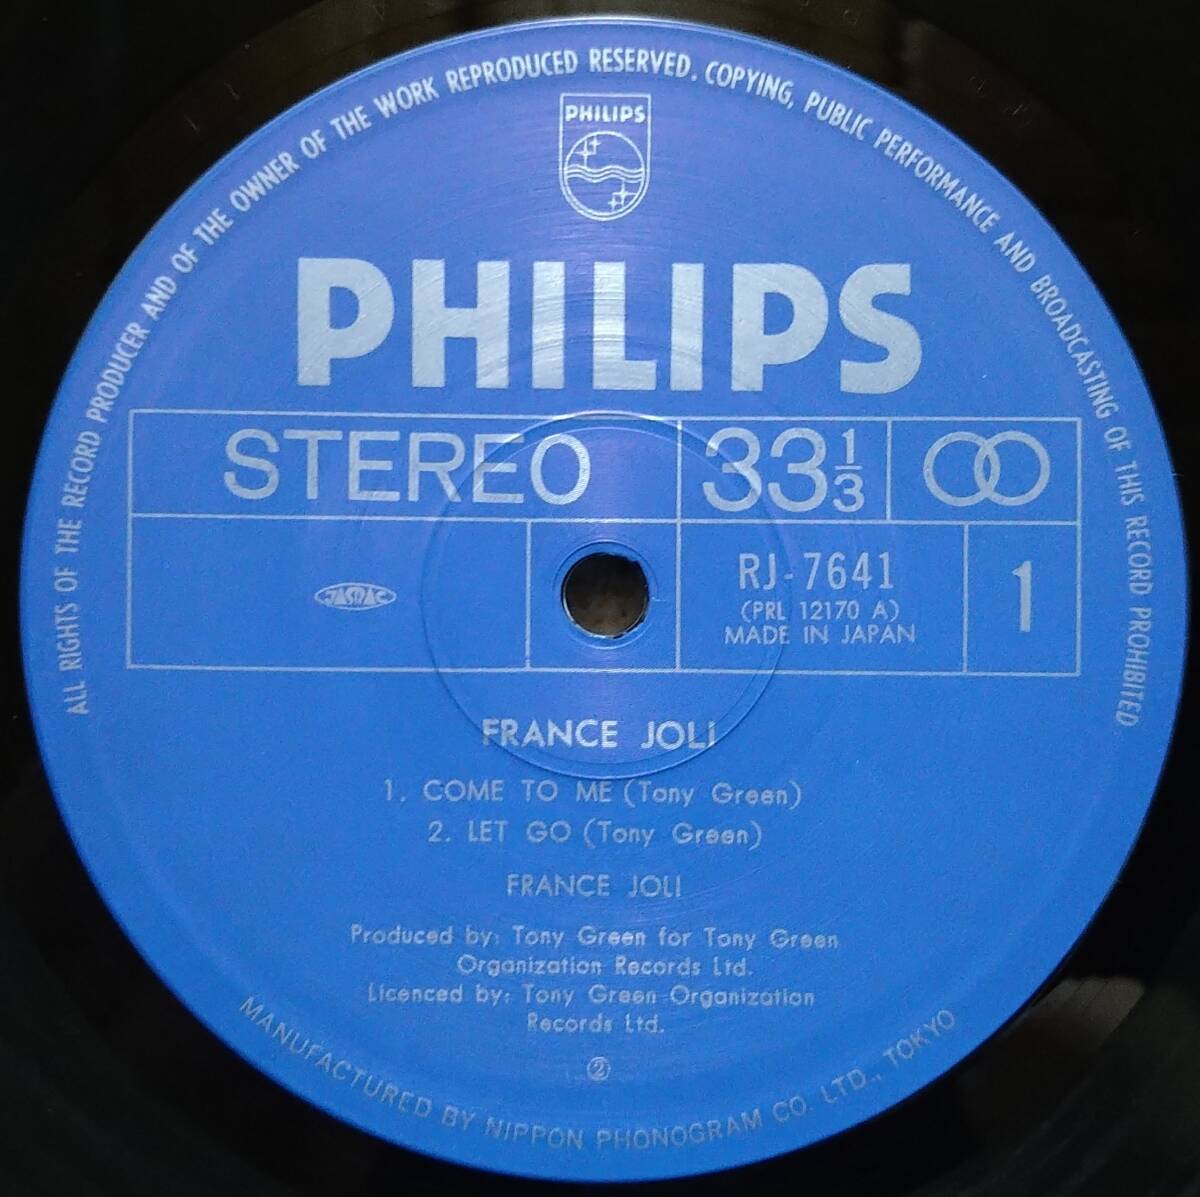 ALL RIGHTS OF THE RECORD PRODUCER AND OF THE OWNER OF THE WORK REPRODUCED RESERVED. COPYING, PUBLIC PERFORMANCE AND BROADCASTING OF THIS RECORD PROHIBITED
PHILIPS
PHILIPS
STEREO 33 1/3
JASRAC
RJ-7641
(PRL 12170 A)
MADE IN JAPAN
1
FRANCE JOLI
1. COME TO ME (Tony Green)
2. LET GO (Tony Green)
FRANCE JOLI
Produced by: Tony Green for Tony Green
Organization Records Ltd.
Licenced by: Tony Green Organization
Records Ltd.
②
MANUFACTURED BY NIPPON PHONOGRAM CO. LTD., TOKYO